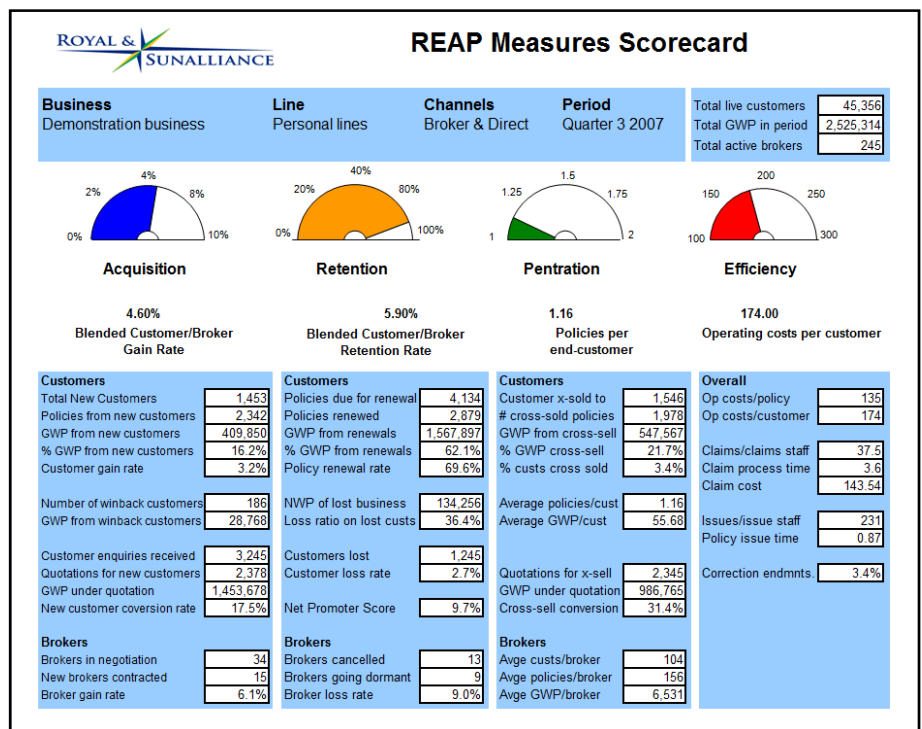 ROYAL &
SUNALLIANCE
REAP Measures Scorecard
Business Line Channels Period
Demonstration business Personal lines Broker & Direct Quarter 3 2007
Total live customers 45,356
Total GWP in period 2,525,314
Total active brokers 245
0% 2% 4% 8% 10%
Acquisition
0% 20% 40% 80% 100%
Retention
1 1.25 1.5 1.75 2
Pentration
100 150 200 250 300
Efficiency
4.60%
Blended Customer/Broker
Gain Rate
5.90%
Blended Customer/Broker
Retention Rate
1.16
Policies per
end-customer
174.00
Operating costs per customer
Customers
Total New Customers 1,453
Policies from new customers 2,342
GWP from new customers 409,850
% GWP from new customers 16.2%
Customer gain rate 3.2%
Number of winback customers 186
GWP from winback customers 28,768
Customer enquiries received 3,245
Quotations for new customers 2,378
GWP under quotation 1,453,678
New customer coversion rate 17.5%
Brokers
Brokers in negotiation 34
New brokers contracted 15
Broker gain rate 6.1%
Customers
Policies due for renewal 4,134
Policies renewed 2,879
GWP from renewals 1,567,897
% GWP from renewals 62.1%
Policy renewal rate 69.6%
NWP of lost business 134,256
Loss ratio on lost custs 36.4%
Customers lost 1,245
Customer loss rate 2.7%
Net Promoter Score 9.7%
Brokers
Brokers cancelled 13
Brokers going dormant 9
Broker loss rate 9.0%
Customers
Customer x-sold to 1,546
# cross-sold policies 1,978
GWP from cross-sell 547,567
% GWP cross-sell 21.7%
% custs cross sold 3.4%
Average policies/cust 1.16
Average GWP/cust 55.68
Quotations for x-sell 2,345
GWP under quotation 986,765
Cross-sell conversion 31.4%
Brokers
Avge custs/broker 104
Avge policies/broker 156
Avge GWP/broker 6,531
Overall
Op costs/policy 135
Op costs/customer 174
Claims/claims staff 37.5
Claim process time 3.6
Claim cost 143.54
Issues/issue staff 231
Policy issue time 0.87
Correction endmnts. 3.4%